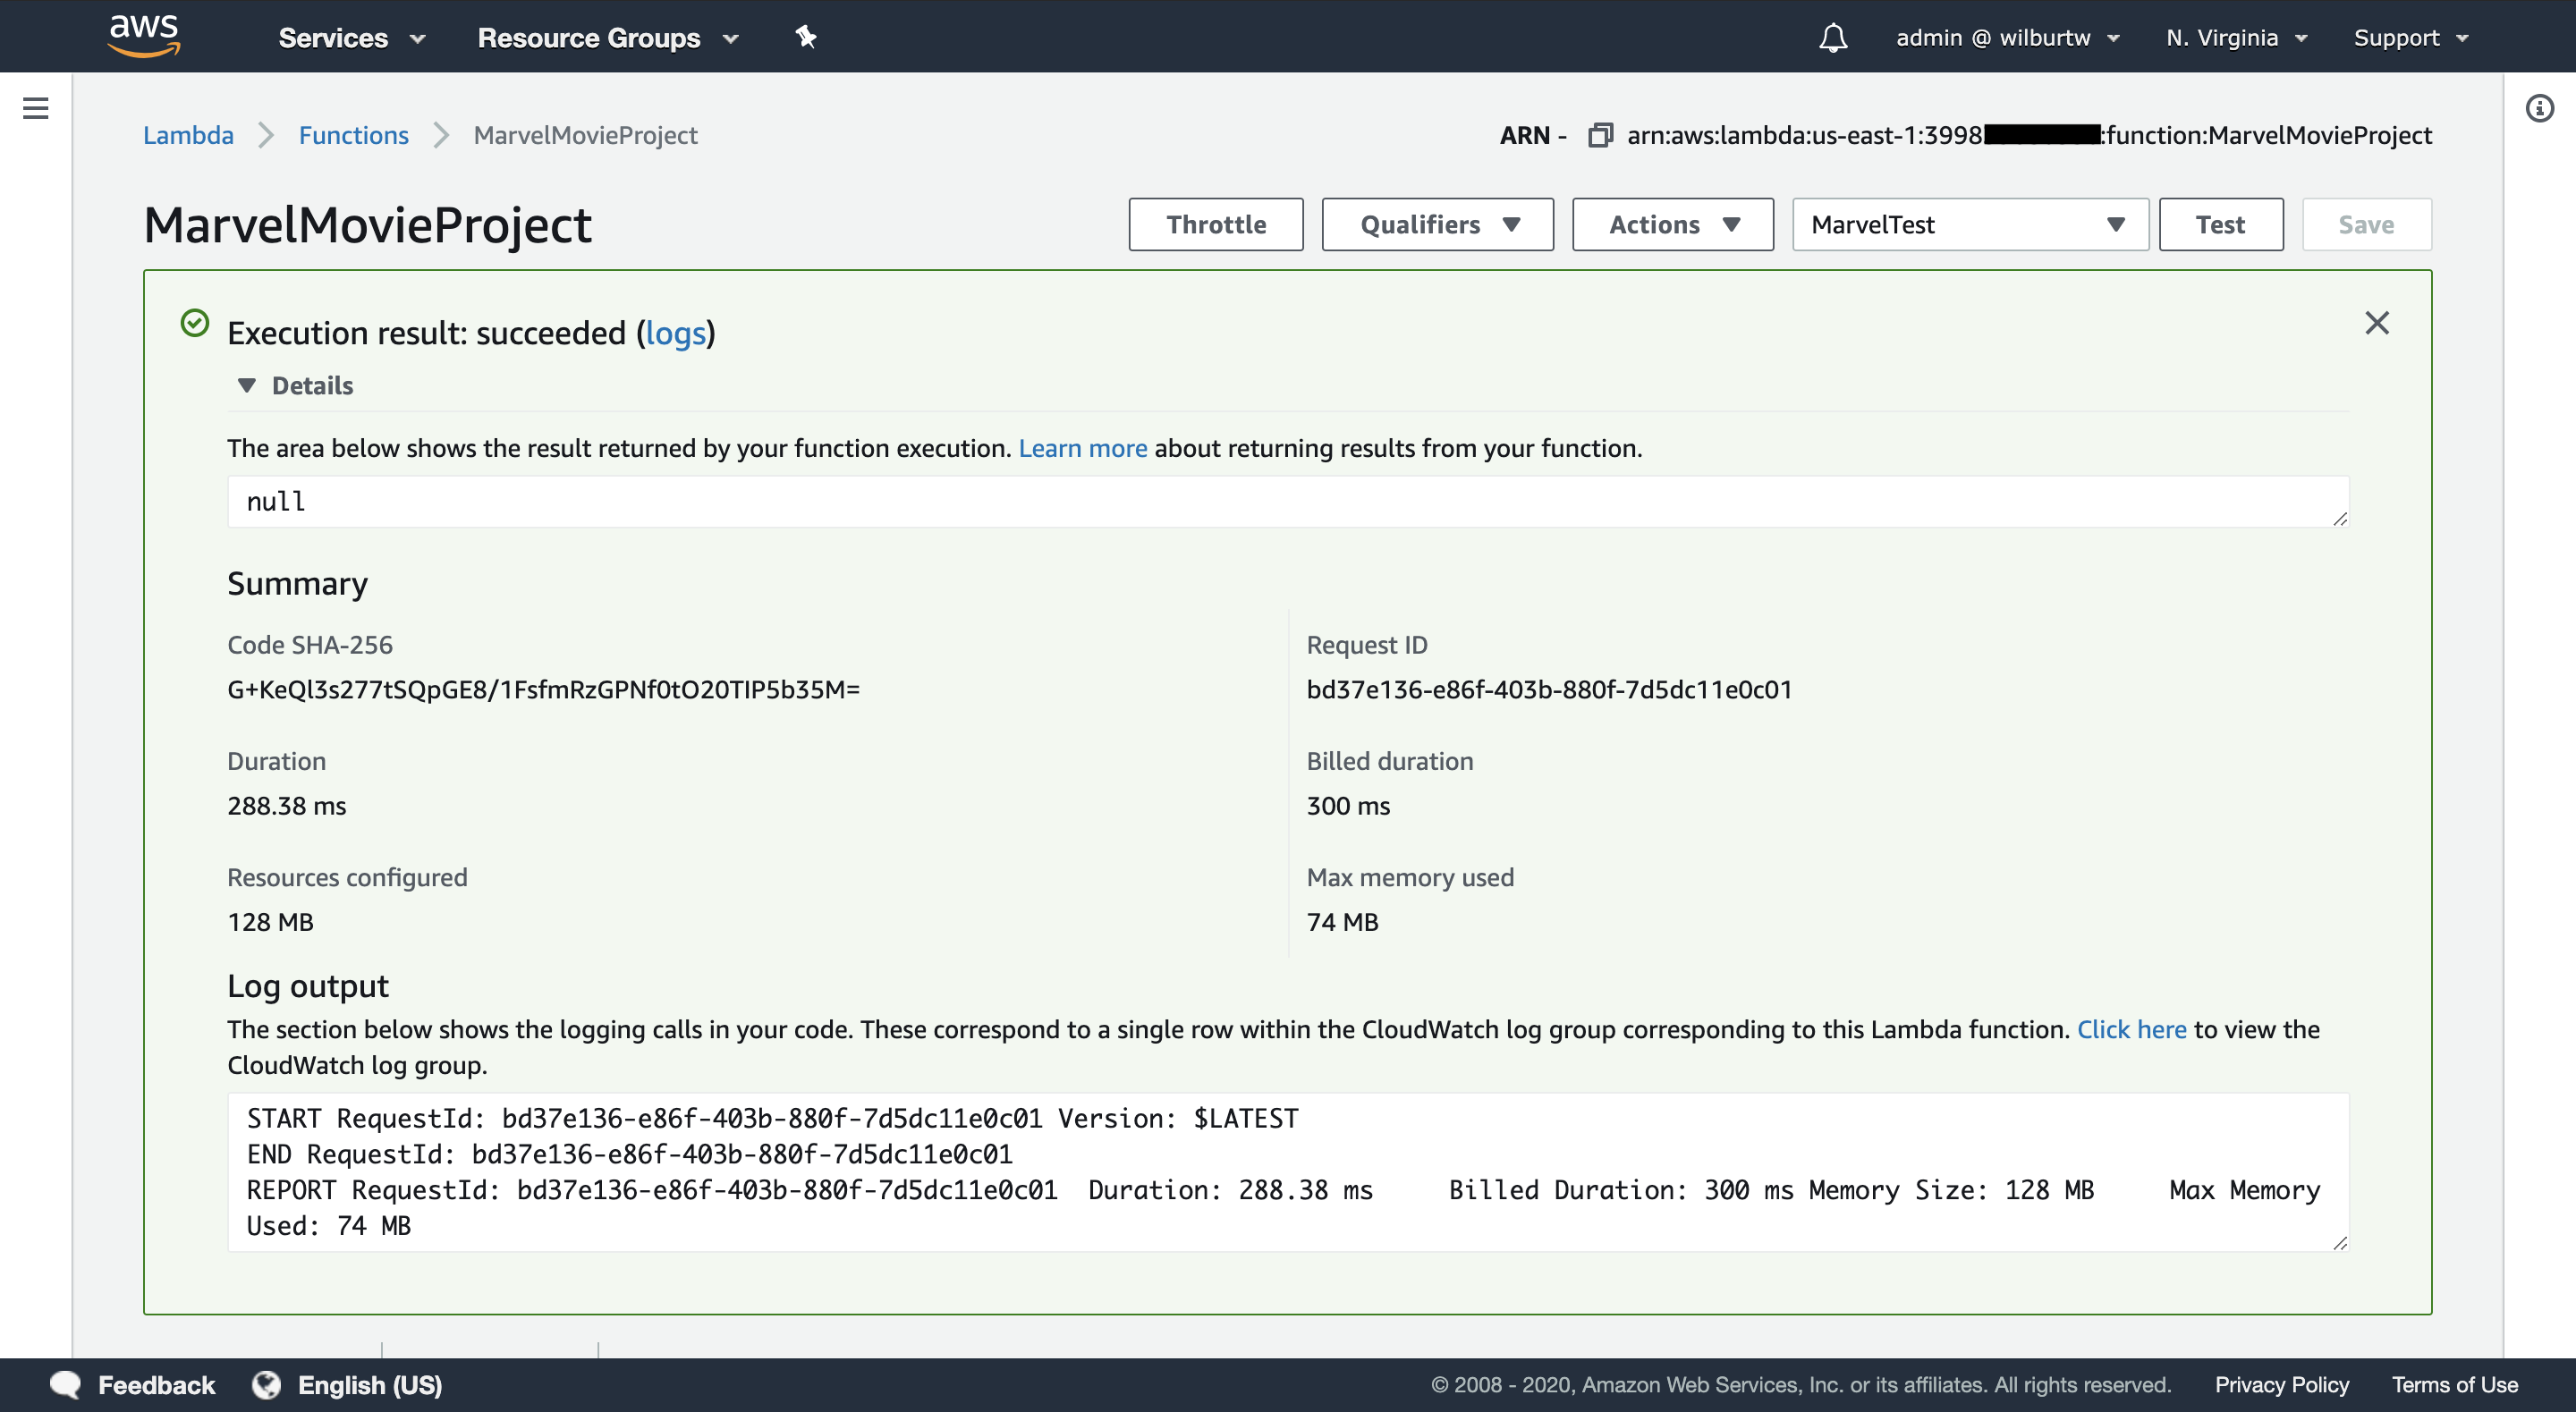 aws Services Resource Groups admin @ wilburtw N. Virginia Support
Lambda Functions MarvelMovieProject ARN - arn:aws:lambda:us-east-1:3998 :function:MarvelMovieProject
MarvelMovieProject Throttle Qualifiers Actions MarvelTest Test Save
Execution result: succeeded (logs)
Details
The area below shows the result returned by your function execution. Learn more about returning results from your function.
null
Summary
Code SHA-256 Request ID
G+KeQl3s277tSQpGE8/1FsfmRzGPNf0tO20TIP5b35M= bd37e136-e86f-403b-880f-7d5dc11e0c01
Duration Billed duration
288.38 ms 300 ms
Resources configured Max memory used
128 MB 74 MB
Log output
The section below shows the logging calls in your code. These correspond to a single row within the CloudWatch log group corresponding to this Lambda function. Click here to view the
CloudWatch log group.
START RequestId: bd37e136-e86f-403b-880f-7d5dc11e0c01 Version: $LATEST
END RequestId: bd37e136-e86f-403b-880f-7d5dc11e0c01
REPORT RequestId: bd37e136-e86f-403b-880f-7d5dc11e0c01 Duration: 288.38 ms Billed Duration: 300 ms Memory Size: 128 MB Max Memory
Used: 74 MB
Feedback English (US) © 2008 - 2020, Amazon Web Services, Inc. or its affiliates. All rights reserved. Privacy Policy Terms of Use